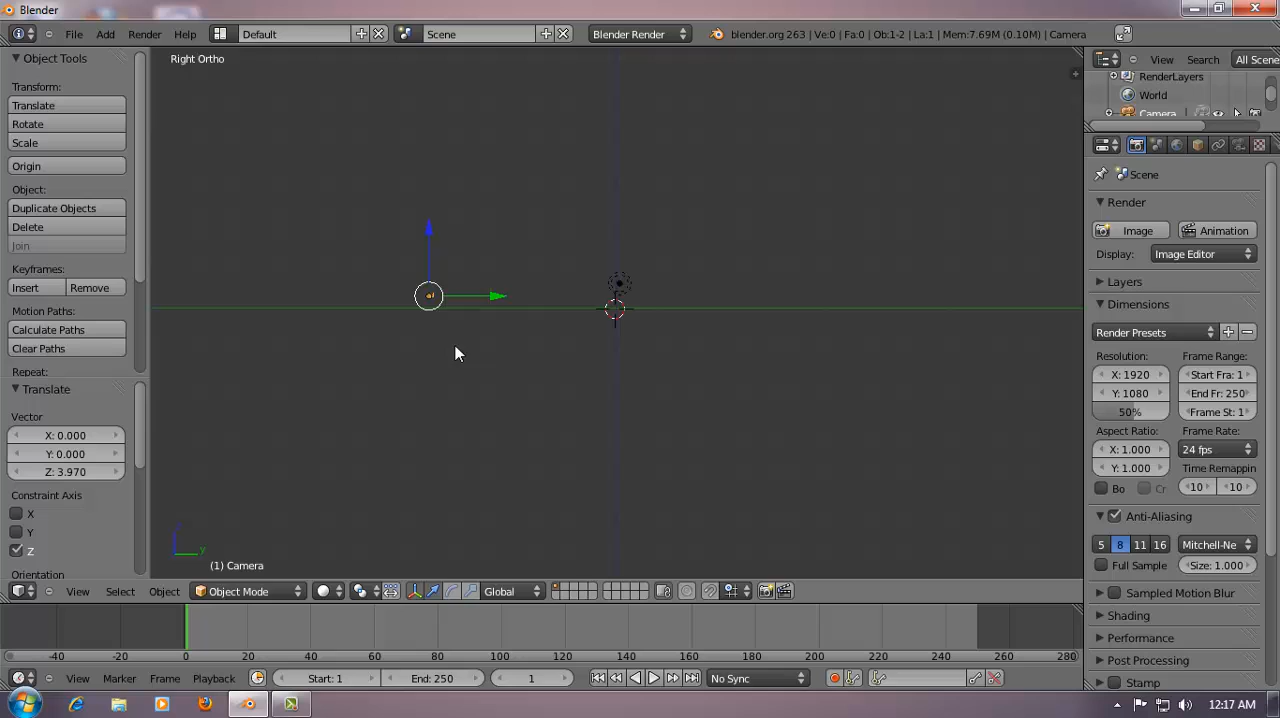 Blender
File Add Render Help Default Scene Blender Render blender.org 263 | Ve:0 | Fa:0 | Ob:1-2 | La:1 | Mem:7.69M (0.10M) | Camera
Object Tools
Transform:
Translate
Rotate
Scale
Origin
Object:
Duplicate Objects
Delete
Join
Keyframes:
Insert Remove
Motion Paths:
Calculate Paths
Clear Paths
Repeat:
Translate
Vector
X: 0.000
Y: 0.000
Z: 3.970
Constraint Axis
X
Y
Z
Orientation
Right Ortho
y
(1) Camera
View Select Object Object Mode Global
-40 -20 0 20 40 60 80 100 120 140 160 180 200 220 240 260 280
View Marker Frame Playback Start: 1 End: 250 1 No Sync
View Search All Scene
RenderLayers
World
Camera
Scene
Render
Image Animation
Display: Image Editor
Layers
Dimensions
Render Presets
Resolution: Frame Range:
X: 1920 Start Fra: 1
Y: 1080 End Fr: 250
50% Frame St: 1
Aspect Ratio: Frame Rate:
X: 1.000 24 fps
Y: 1.000 Time Remappin
Bo Cr 10 10
Anti-Aliasing
5 8 11 16 Mitchell-Ne
Full Sample Size: 1.000
Sampled Motion Blur
Shading
Performance
Post Processing
Stamp
12:17 AM